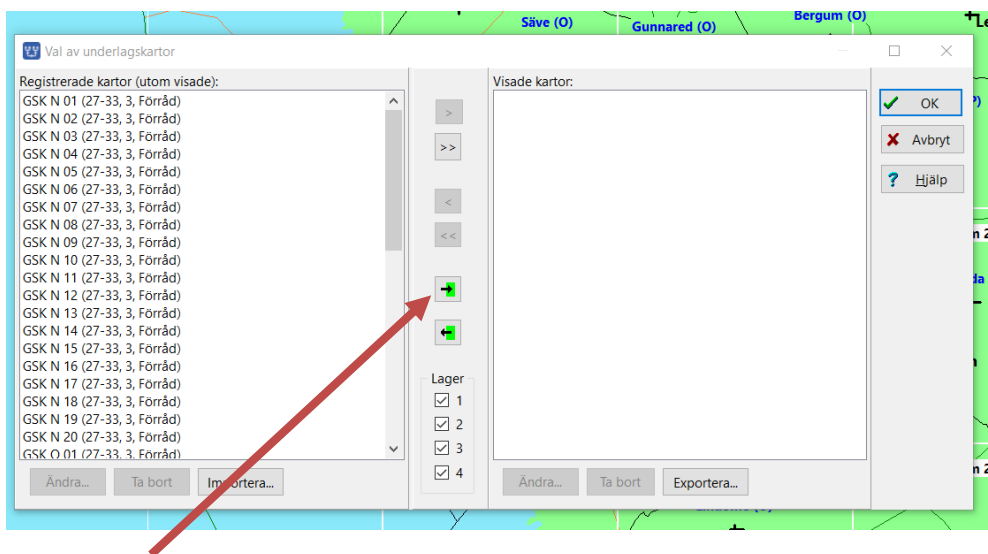 Säve (O)
Gunnared (O)
Bergum (O)
Le
Val av underlagskartor
Registrerade kartor (utom visade):
GSK N 01 (27-33, 3, Förråd)
GSK N 02 (27-33, 3, Förråd)
GSK N 03 (27-33, 3, Förråd)
GSK N 04 (27-33, 3, Förråd)
GSK N 05 (27-33, 3, Förråd)
GSK N 06 (27-33, 3, Förråd)
GSK N 07 (27-33, 3, Förråd)
GSK N 08 (27-33, 3, Förråd)
GSK N 09 (27-33, 3, Förråd)
GSK N 10 (27-33, 3, Förråd)
GSK N 11 (27-33, 3, Förråd)
GSK N 12 (27-33, 3, Förråd)
GSK N 13 (27-33, 3, Förråd)
GSK N 14 (27-33, 3, Förråd)
GSK N 15 (27-33, 3, Förråd)
GSK N 16 (27-33, 3, Förråd)
GSK N 17 (27-33, 3, Förråd)
GSK N 18 (27-33, 3, Förråd)
GSK N 19 (27-33, 3, Förråd)
GSK N 20 (27-33, 3, Förråd)
GSK O 01 (27-33, 3, Förråd)
Ändra...
Ta bort
Importera...
>
>>
<
<<
Lager
1
2
3
4
Visade kartor:
Ändra...
Ta bort
Exportera...
OK
Avbryt
? Hjälp